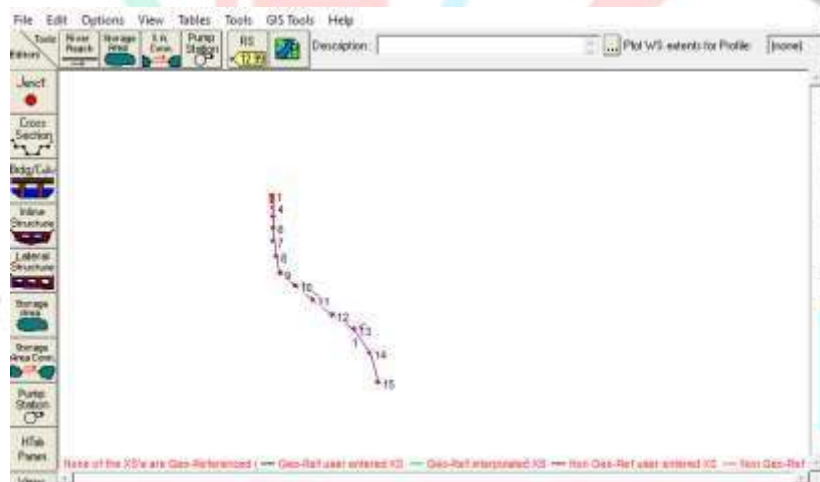 File Edit Options View Tables Tools GIS Tools Help
Tools
Editors
River
Reach
Storage
Area
S.A.
Conn.
Pump
Station
RS
Description:
...
Plot WS extents for Profile:
(none)
Junct.
Cross
Section
Brdg/Culv
Inline
Structure
Lateral
Structure
Storage
Area
Storage
Area Conn.
Pump
Station
HTab
Param.
View
1
4
6
7
8
9
10
11
12
13
1
14
15
None of the XS's are Geo-Referenced ( Geo-Ref user entered XS Geo-Ref interpolated XS Non Geo-Ref user entered XS Non Geo-Ref